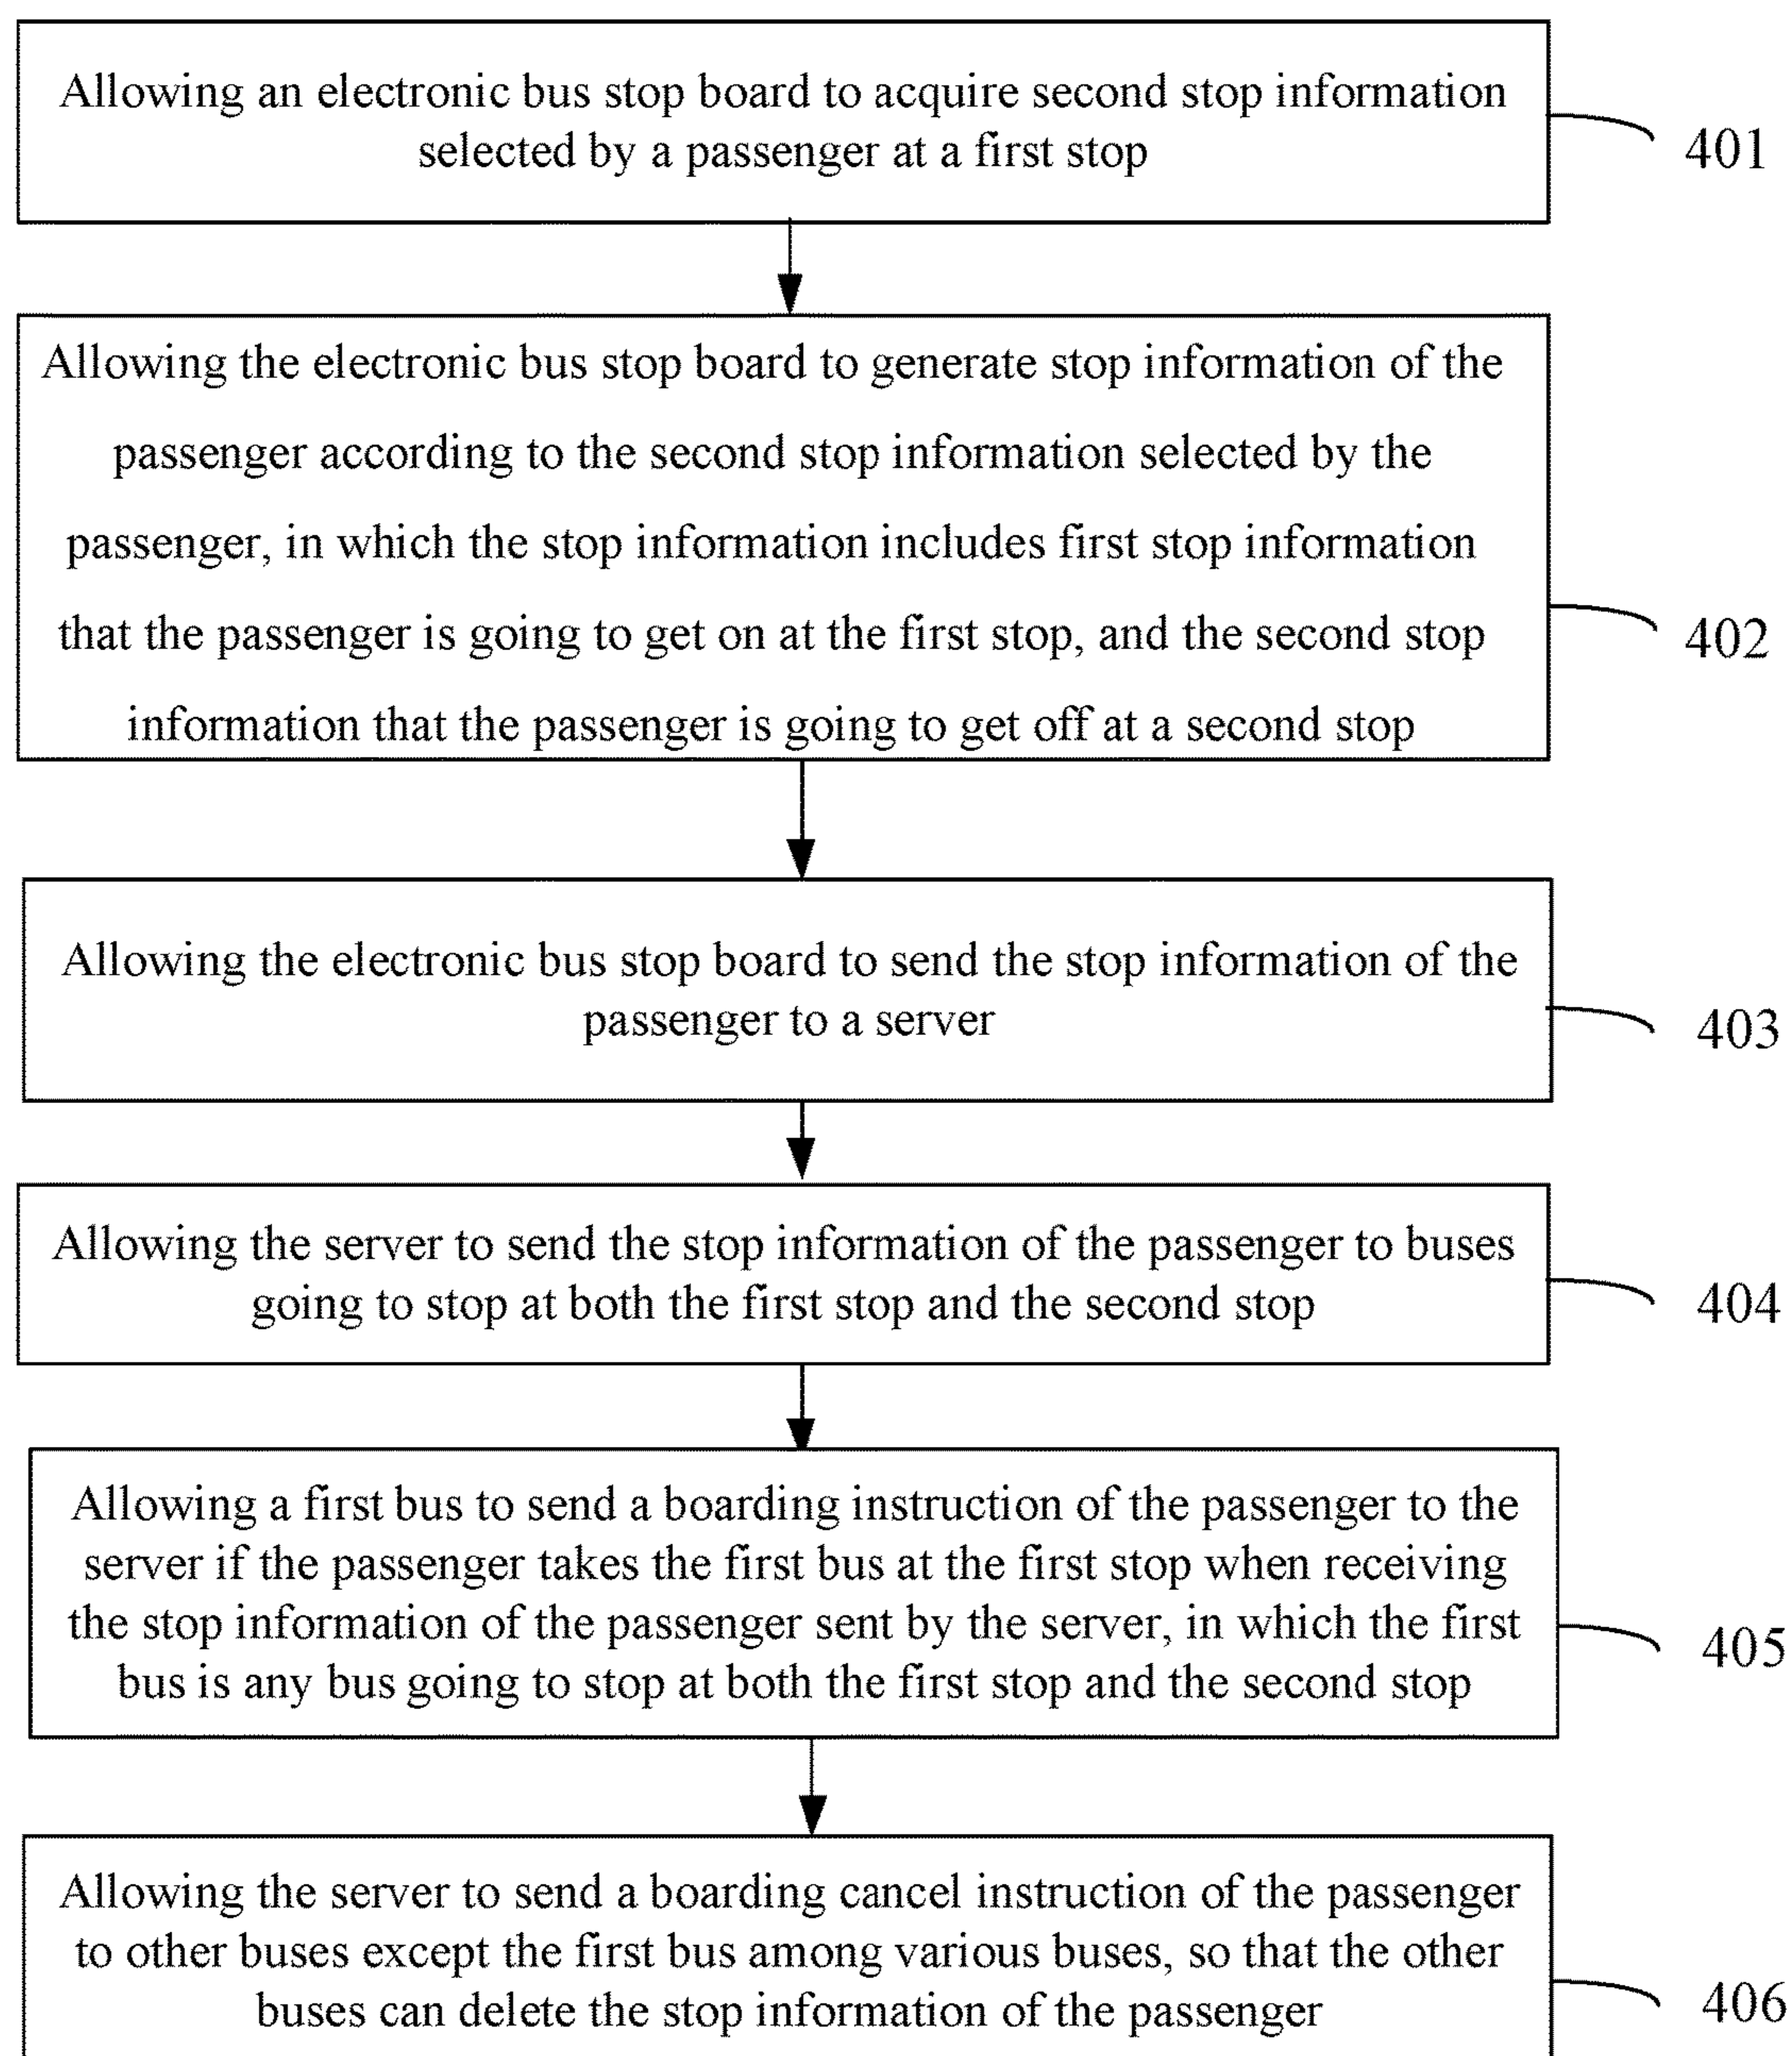 Allowing an electronic bus stop board to acquire second stop information
selected by a passenger at a first stop
401
Allowing the electronic bus stop board to generate stop information of the
passenger according to the second stop information selected by the
passenger, in which the stop information includes first stop information
that the passenger is going to get on at the first stop, and the second stop
information that the passenger is going to get off at a second stop
402
Allowing the electronic bus stop board to send the stop information of the
passenger to a server
403
Allowing the server to send the stop information of the passenger to buses
going to stop at both the first stop and the second stop
404
Allowing a first bus to send a boarding instruction of the passenger to the
server if the passenger takes the first bus at the first stop when receiving
the stop information of the passenger sent by the server, in which the first
bus is any bus going to stop at both the first stop and the second stop
405
Allowing the server to send a boarding cancel instruction of the passenger
to other buses except the first bus among various buses, so that the other
buses can delete the stop information of the passenger
406